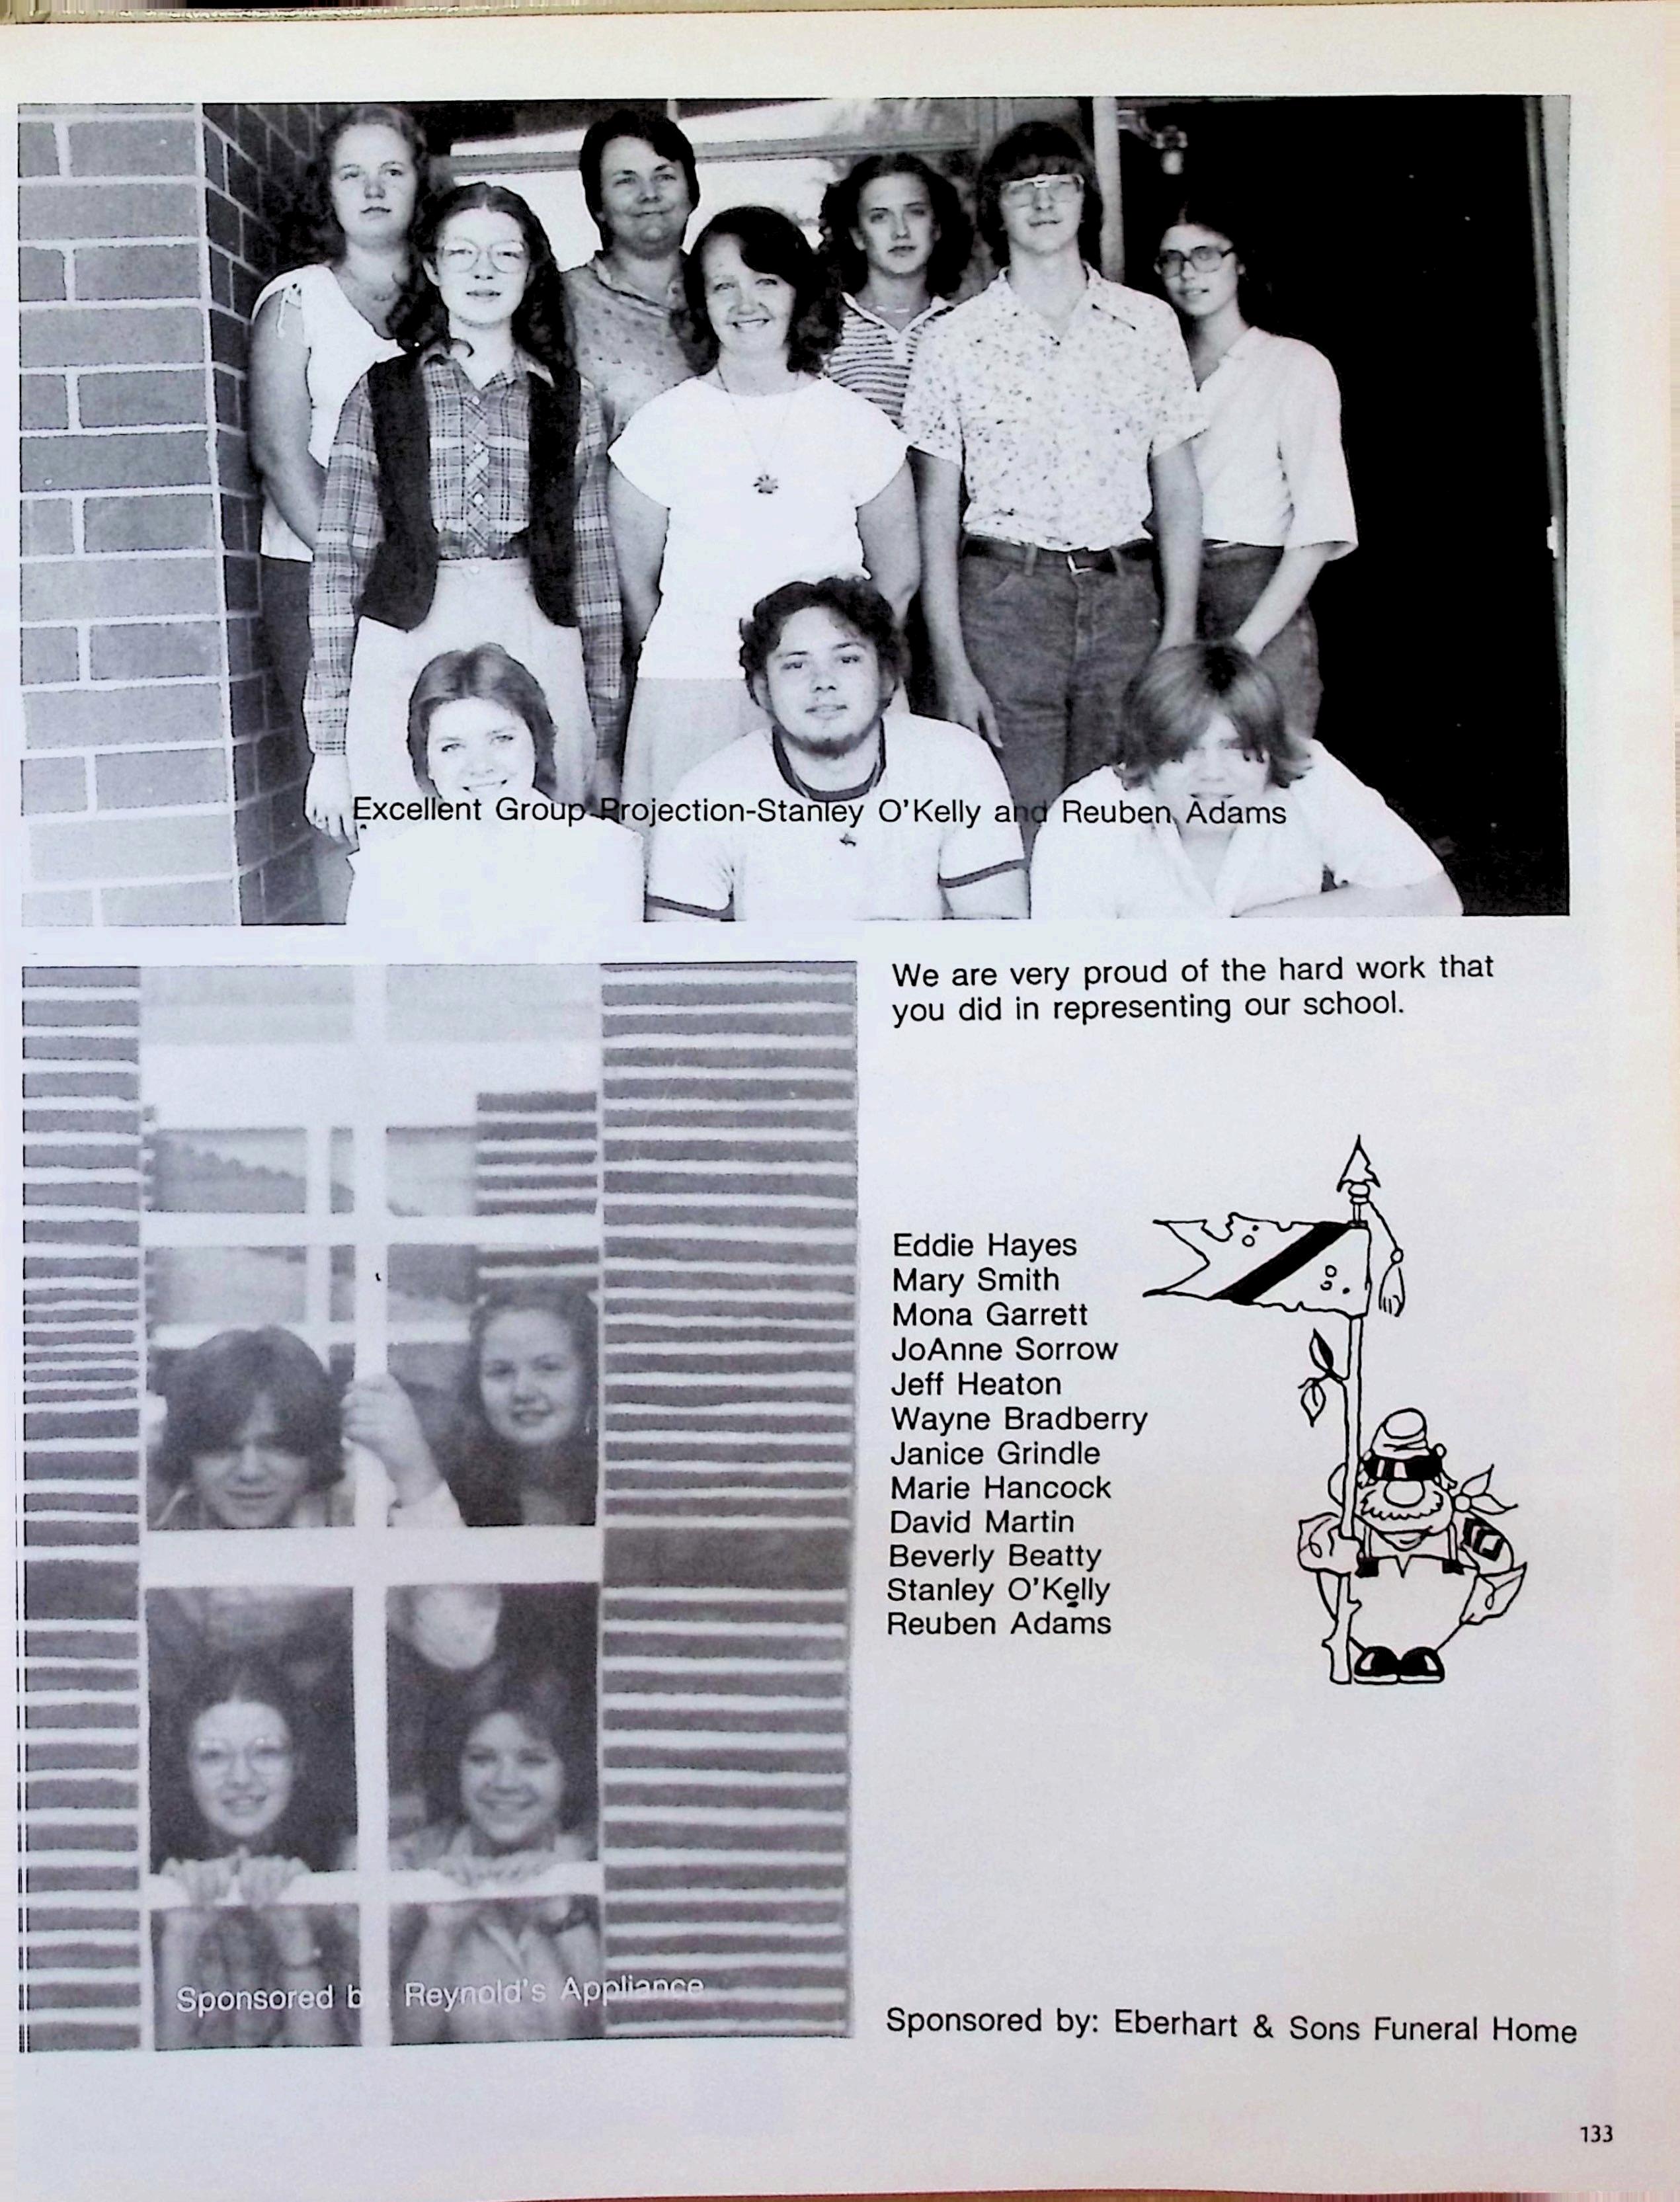 Excellent Group Projection-Stanley O'Kelly and Reuben Adams
We are very proud of the hard work that
you did in representing our school.
Eddie Hayes
Mary Smith
Mona Garrett
JoAnne Sorrow
Jeff Heaton
Wayne Bradberry
Janice Grindle
Marie Hancock
David Martin
Beverly Beatty
Stanley O'Kelly
Reuben Adams
Sponsored b Reynold's Appliance
Sponsored by: Eberhart & Sons Funeral Home
133